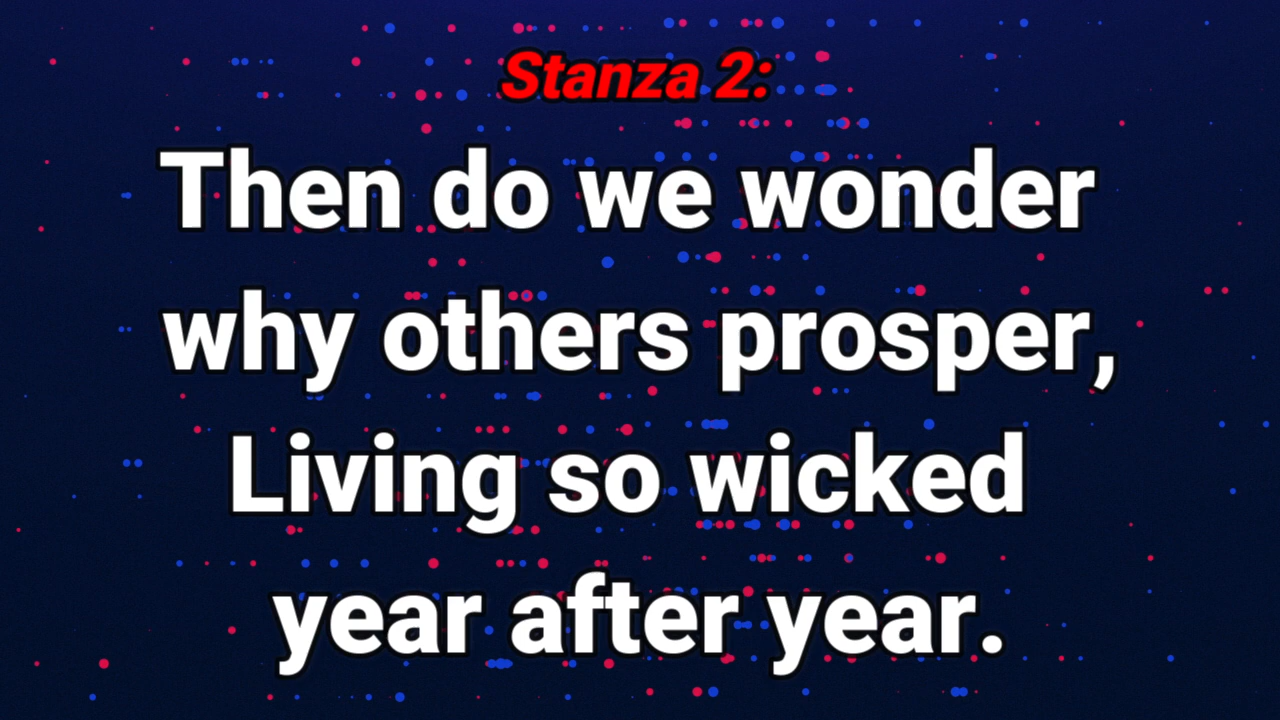 Stanza 2:
Then do we wonder
why others prosper,
Living so wicked
year after year.